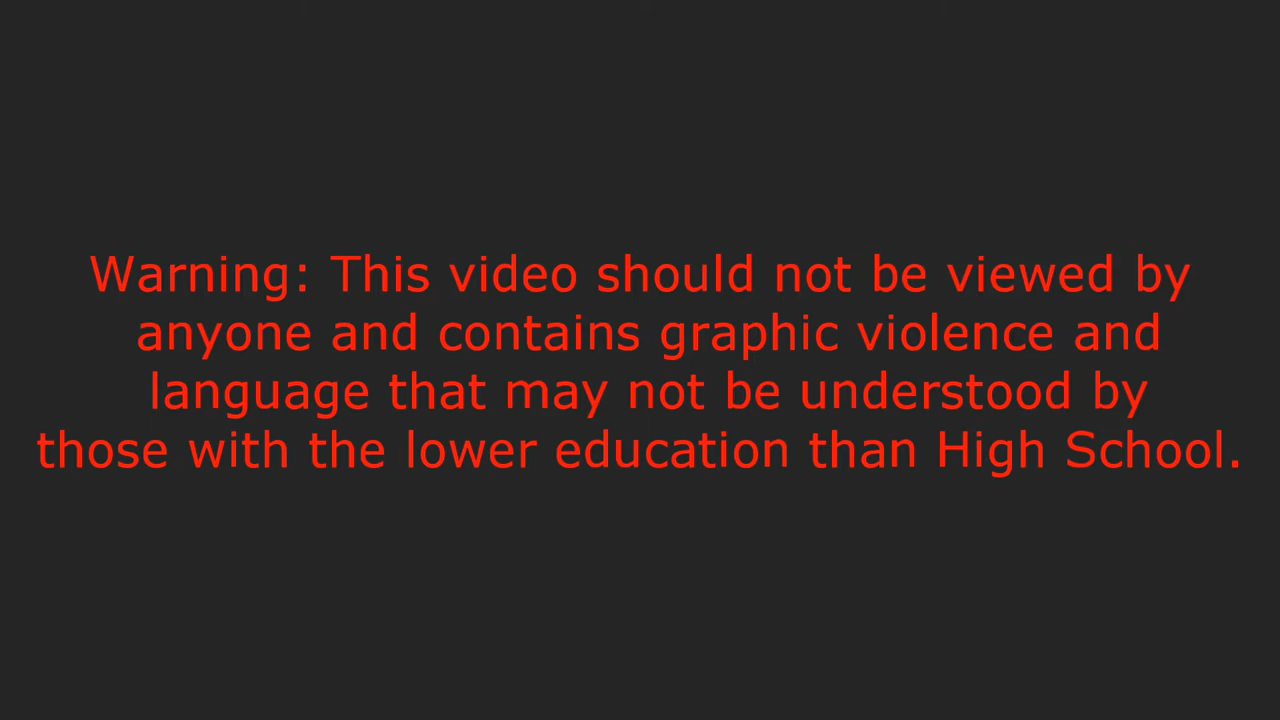 Warning: This video should not be viewed by
anyone and contains graphic violence and
language that may not be understood by
those with the lower education than High School.